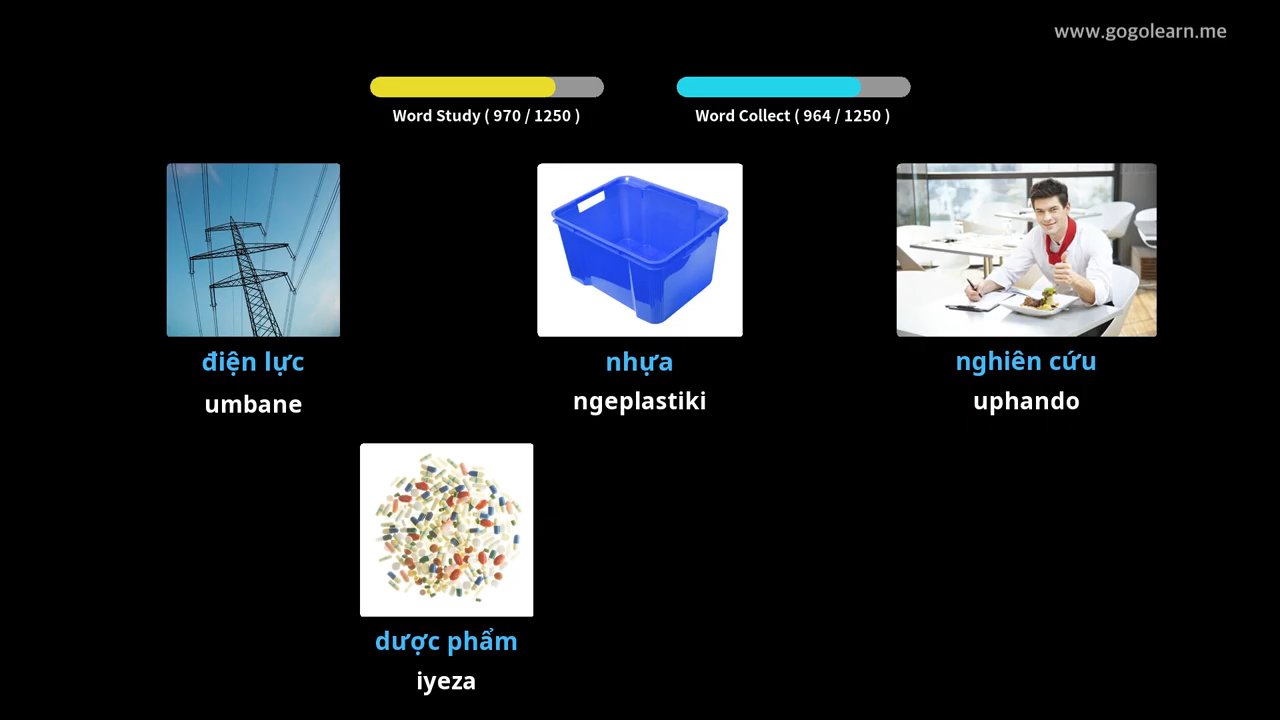 www.gogolearn.me
Word Study ( 970 / 1250 )
Word Collect ( 964 / 1250 )
điện lực
nhựa
nghiên cứu
umbane
ngeplastiki
uphando
dược phẩm
iyeza